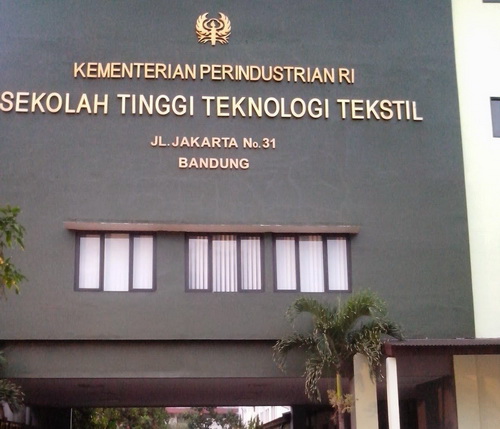 KEMENTERIAN PERINDUSTRIAN RI
SEKOLAH TINGGI TEKNOLOGI TEKSTIL
JL. JAKARTA No. 31
BANDUNG